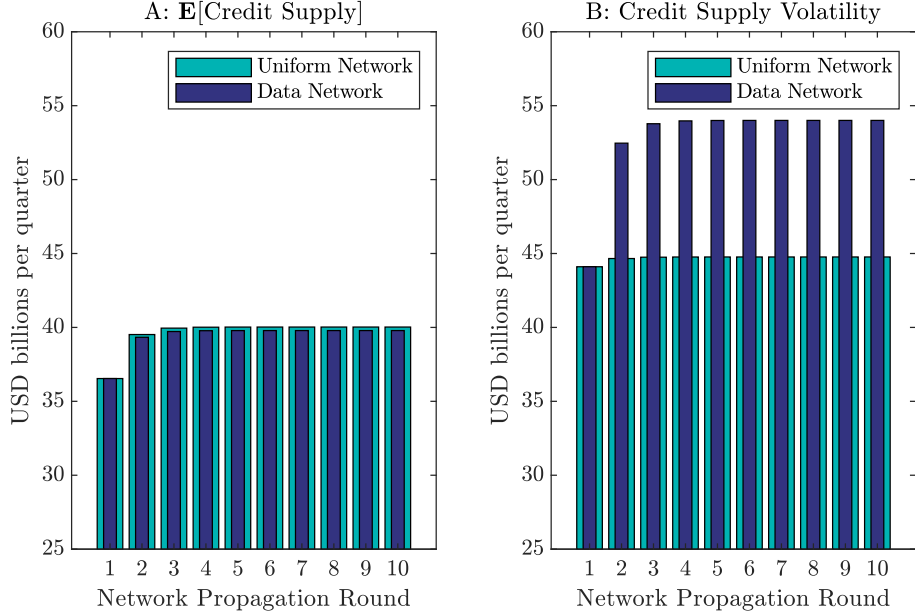 A: E[Credit Supply]
USD billions per quarter
60
55
50
45
40
35
30
25
Uniform Network
Data Network
1 2 3 4 5 6 7 8 9 10
Network Propagation Round
B: Credit Supply Volatility
USD billions per quarter
60
55
50
45
40
35
30
25
Uniform Network
Data Network
1 2 3 4 5 6 7 8 9 10
Network Propagation Round